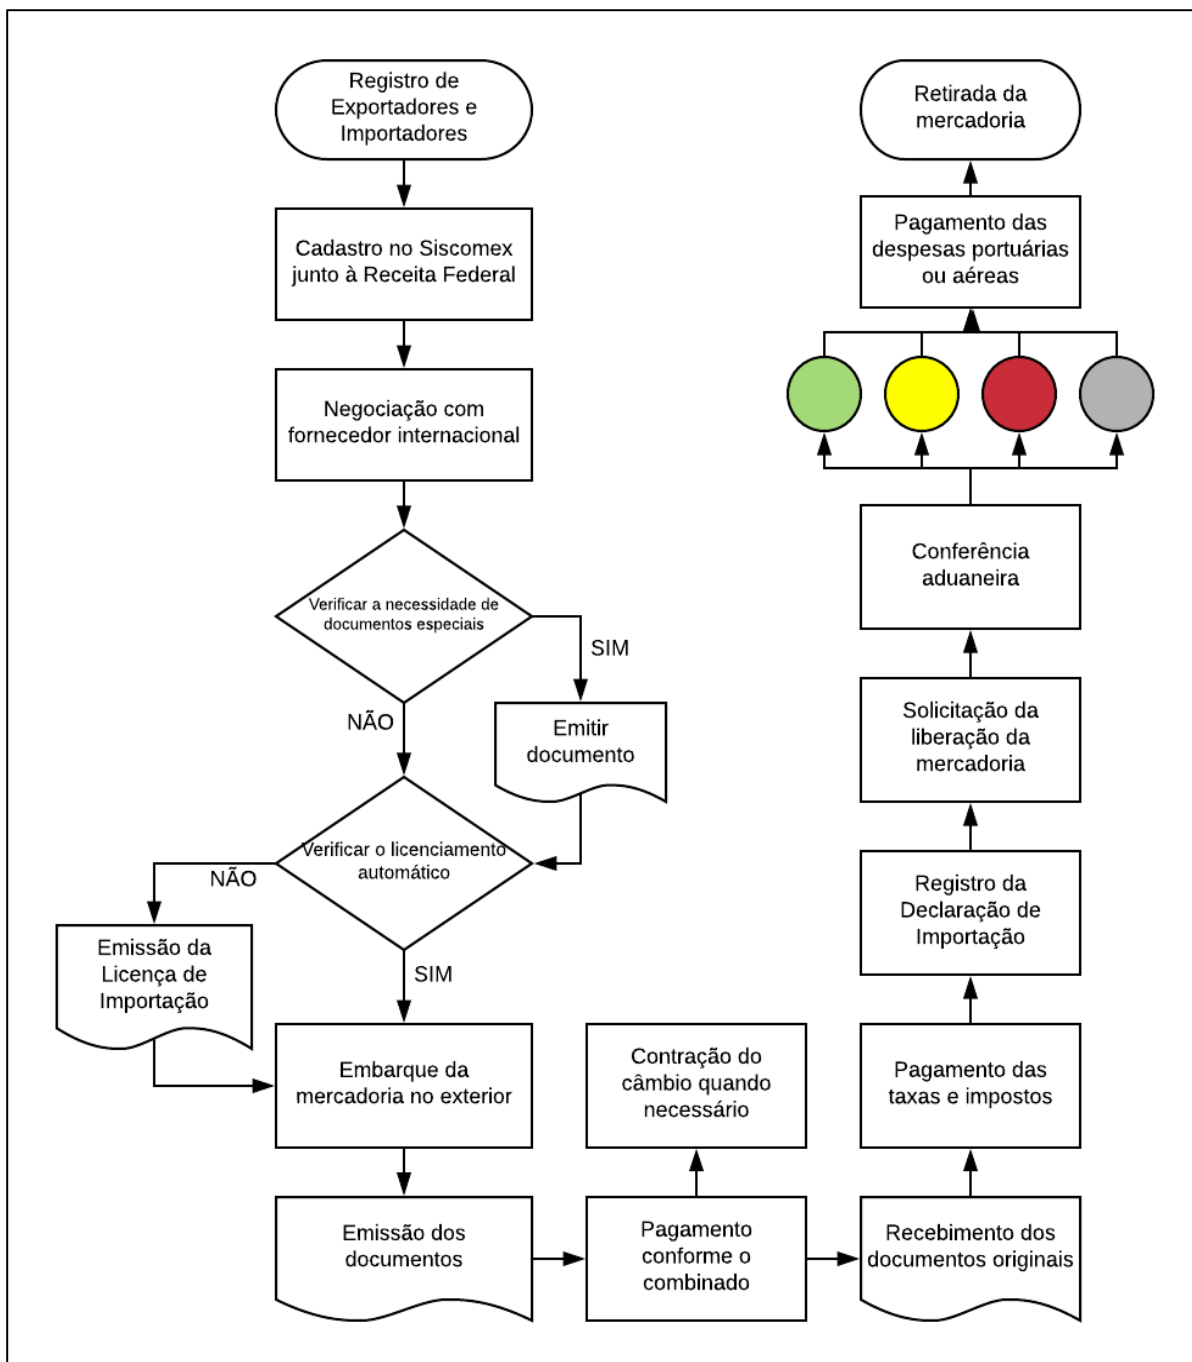 Registro de
Exportadores e
Importadores
Cadastro no Siscomex
junto à Receita Federal
Negociação com
fornecedor internacional
Verificar a necessidade de
documentos especiais
SIM
NÃO
Emitir
documento
Verificar o licenciamento
automático
NÃO
SIM
Emissão da
Licença de
Importação
Embarque da
mercadoria no exterior
Emissão dos
documentos
Contração do
câmbio quando
necessário
Pagamento
conforme o
combinado
Recebimento dos
documentos originais
Pagamento das
taxas e impostos
Registro da
Declaração de
Importação
Solicitação da
liberação da
mercadoria
Conferência
aduaneira
Pagamento das
despesas portuárias
ou aéreas
Retirada da
mercadoria